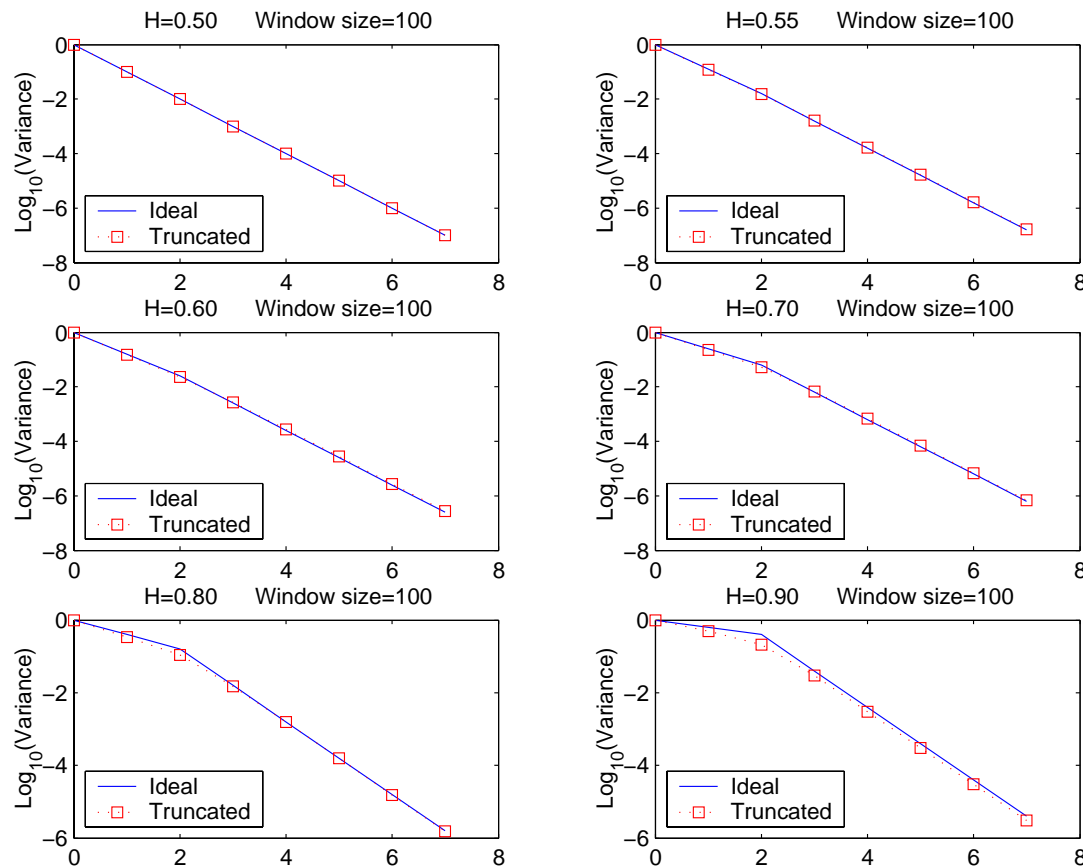 H=0.50 Window size=100
0
−2
−4
−6
−8
Log10(Variance)
Ideal
Truncated
0 2 4 6 8
H=0.55 Window size=100
0
−2
−4
−6
−8
Log10(Variance)
Ideal
Truncated
0 2 4 6 8
H=0.60 Window size=100
0
−2
−4
−6
−8
Log10(Variance)
Ideal
Truncated
0 2 4 6 8
H=0.70 Window size=100
0
−2
−4
−6
−8
Log10(Variance)
Ideal
Truncated
0 2 4 6 8
H=0.80 Window size=100
0
−2
−4
−6
Log10(Variance)
Ideal
Truncated
0 2 4 6 8
H=0.90 Window size=100
0
−2
−4
−6
Log10(Variance)
Ideal
Truncated
0 2 4 6 8